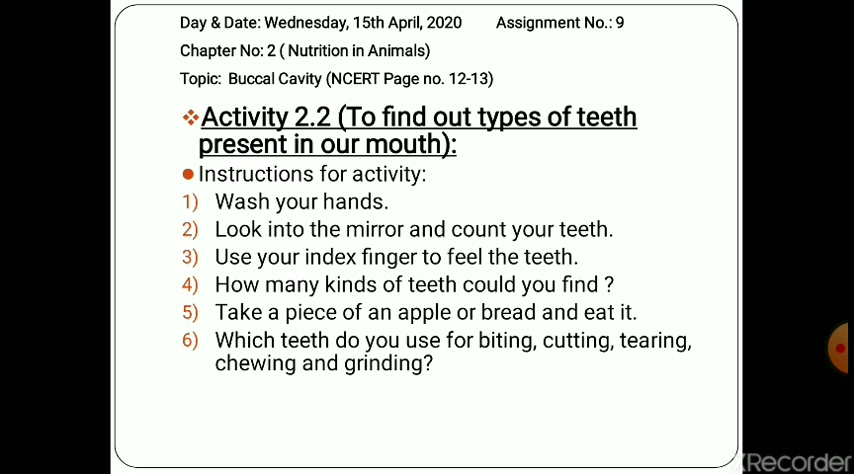 Day & Date: Wednesday, 15th April, 2020 Assignment No.: 9
Chapter No: 2 ( Nutrition in Animals)
Topic: Buccal Cavity (NCERT Page no. 12-13)
❖Activity 2.2 (To find out types of teeth
present in our mouth):
● Instructions for activity:
1) Wash your hands.
2) Look into the mirror and count your teeth.
3) Use your index finger to feel the teeth.
4) How many kinds of teeth could you find ?
5) Take a piece of an apple or bread and eat it.
6) Which teeth do you use for biting, cutting, tearing,
chewing and grinding?
XRecorder